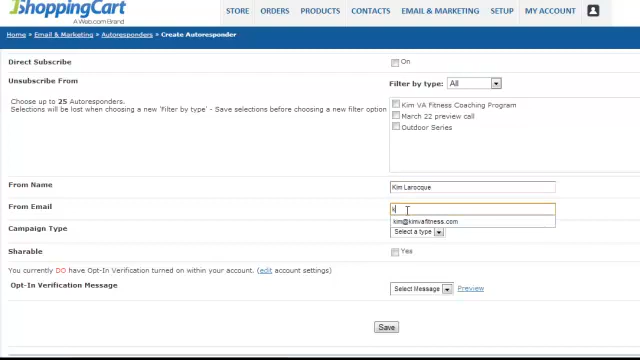 1ShoppingCart
A Web.com Brand
STORE ORDERS PRODUCTS CONTACTS EMAIL & MARKETING SETUP MY ACCOUNT
Home » Email & Marketing » Autoresponders » Create Autoresponder
Direct Subscribe On
Unsubscribe From Filter by type: All
Choose up to 25 Autoresponders.
Selections will be lost when choosing a new 'Filter by type' - Save selections before choosing a new filter option
Kim VA Fitness Coaching Program
March 22 preview call
Outdoor Series
From Name Kim Larocque
From Email k
kim@kimvafitness.com
Campaign Type Select a type
Sharable Yes
You currently DO have Opt-In Verification turned on within your account. (edit account settings)
Opt-In Verification Message Select Message Preview
Save